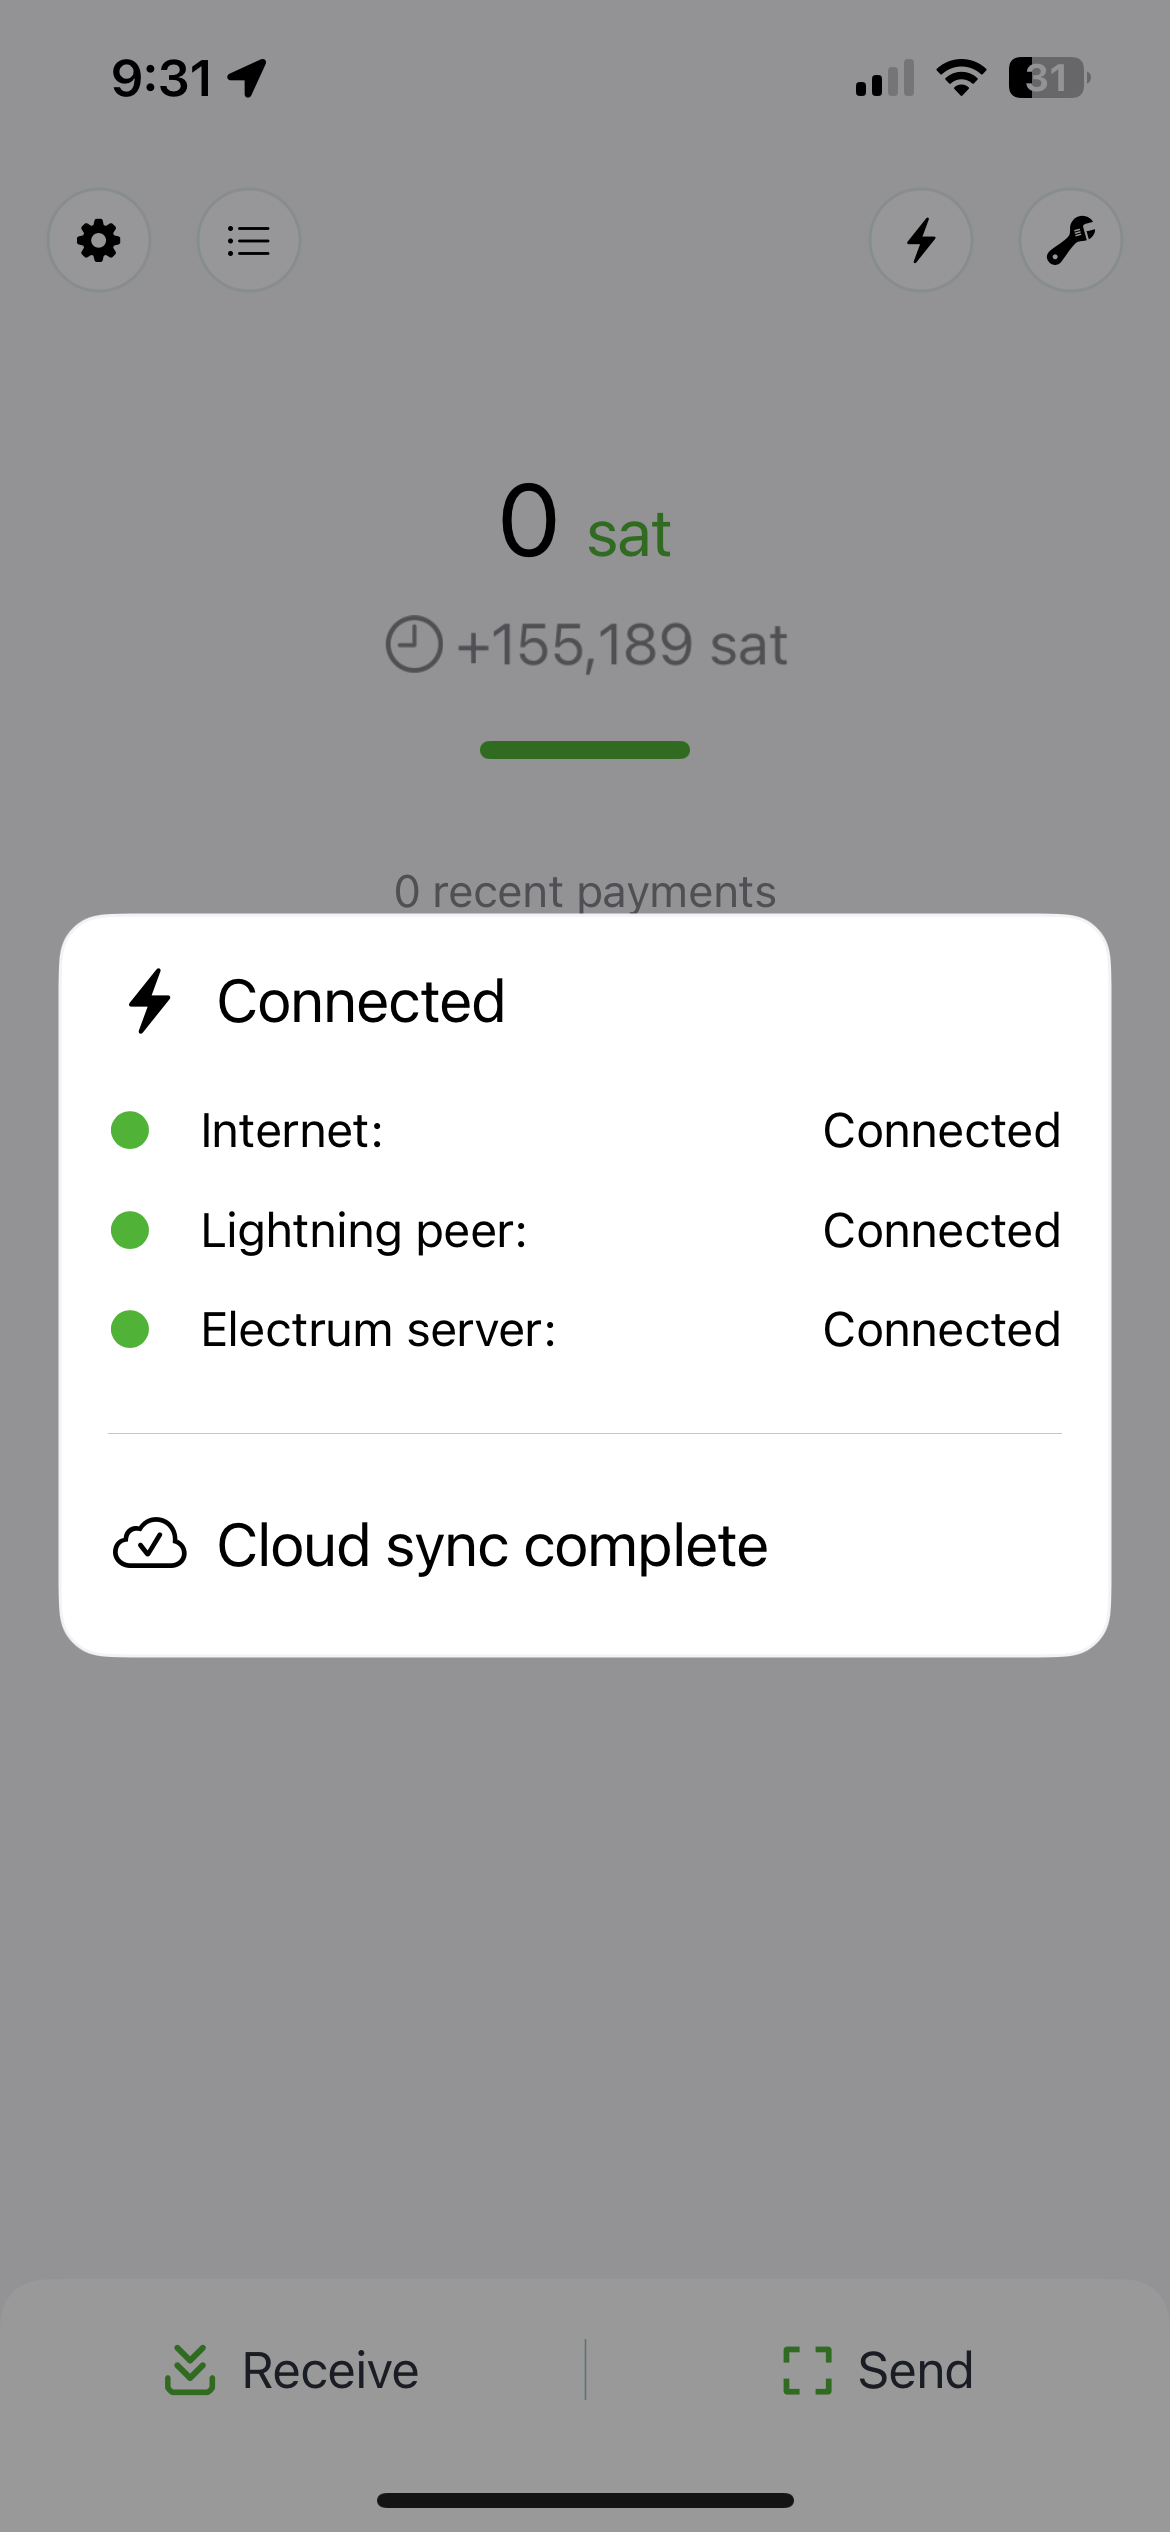 9:31
31
0 sat
+155,189 sat
0 recent payments
Connected
Internet: Connected
Lightning peer: Connected
Electrum server: Connected
Cloud sync complete
Receive
Send